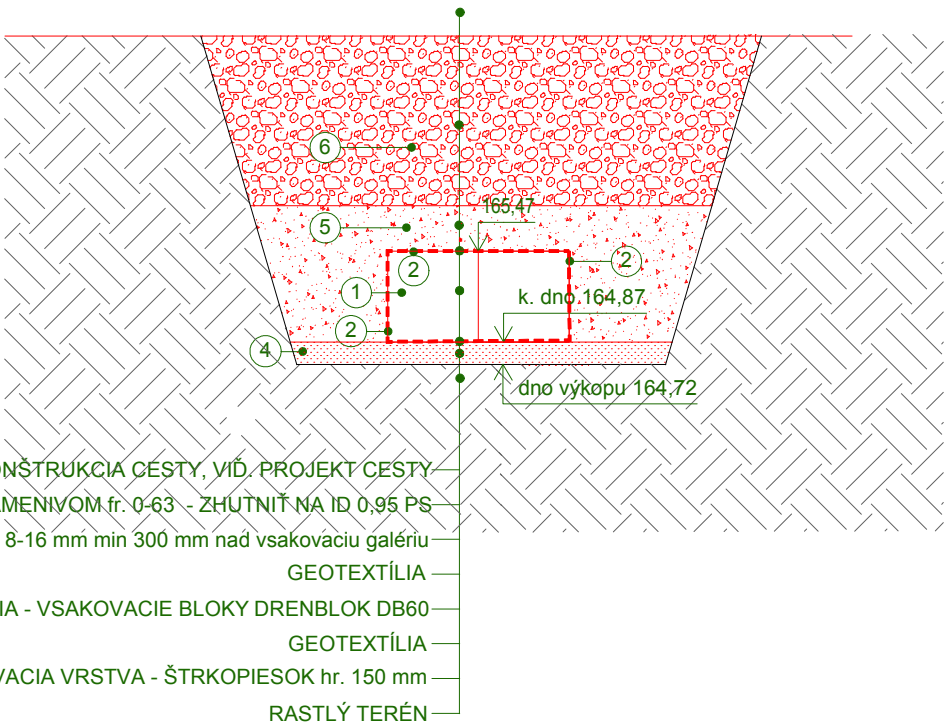 6
165,47
5
2
2
1
k. dno 164,87
2
4
dno výkopu 164,72
ONŠTRUKCIA CESTY, VIĎ. PROJEKT CESTY
AMENIVOM fr. 0-63 - ZHUTNIŤ NA ID 0,95 PS
8-16 mm min 300 mm nad vsakovaciu galériu
GEOTEXTÍLIA
IA - VSAKOVACIE BLOKY DRENBLOK DB60
GEOTEXTÍLIA
VACIA VRSTVA - ŠTRKOPIESOK hr. 150 mm
RASTLÝ TERÉN